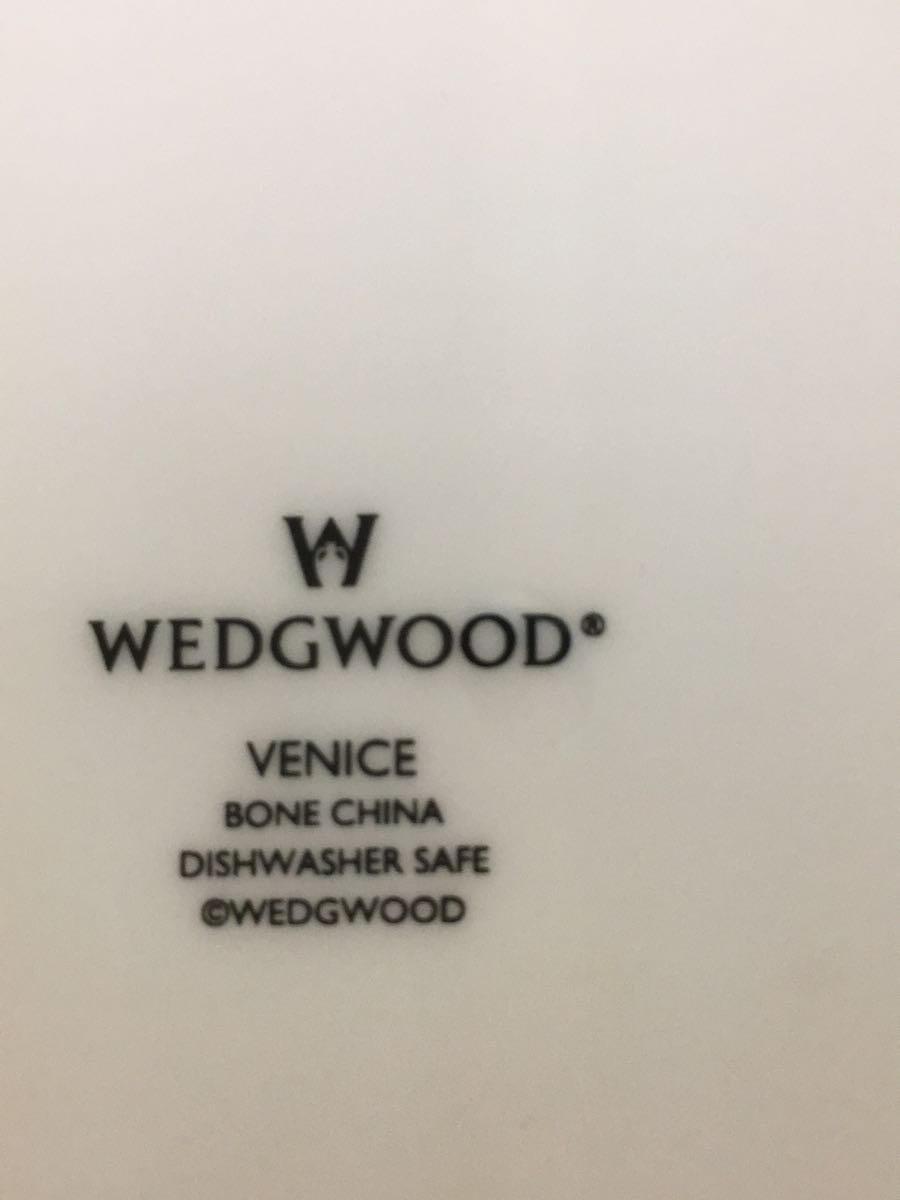 W
WEDGWOOD®
VENICE
BONE CHINA
DISHWASHER SAFE
©WEDGWOOD